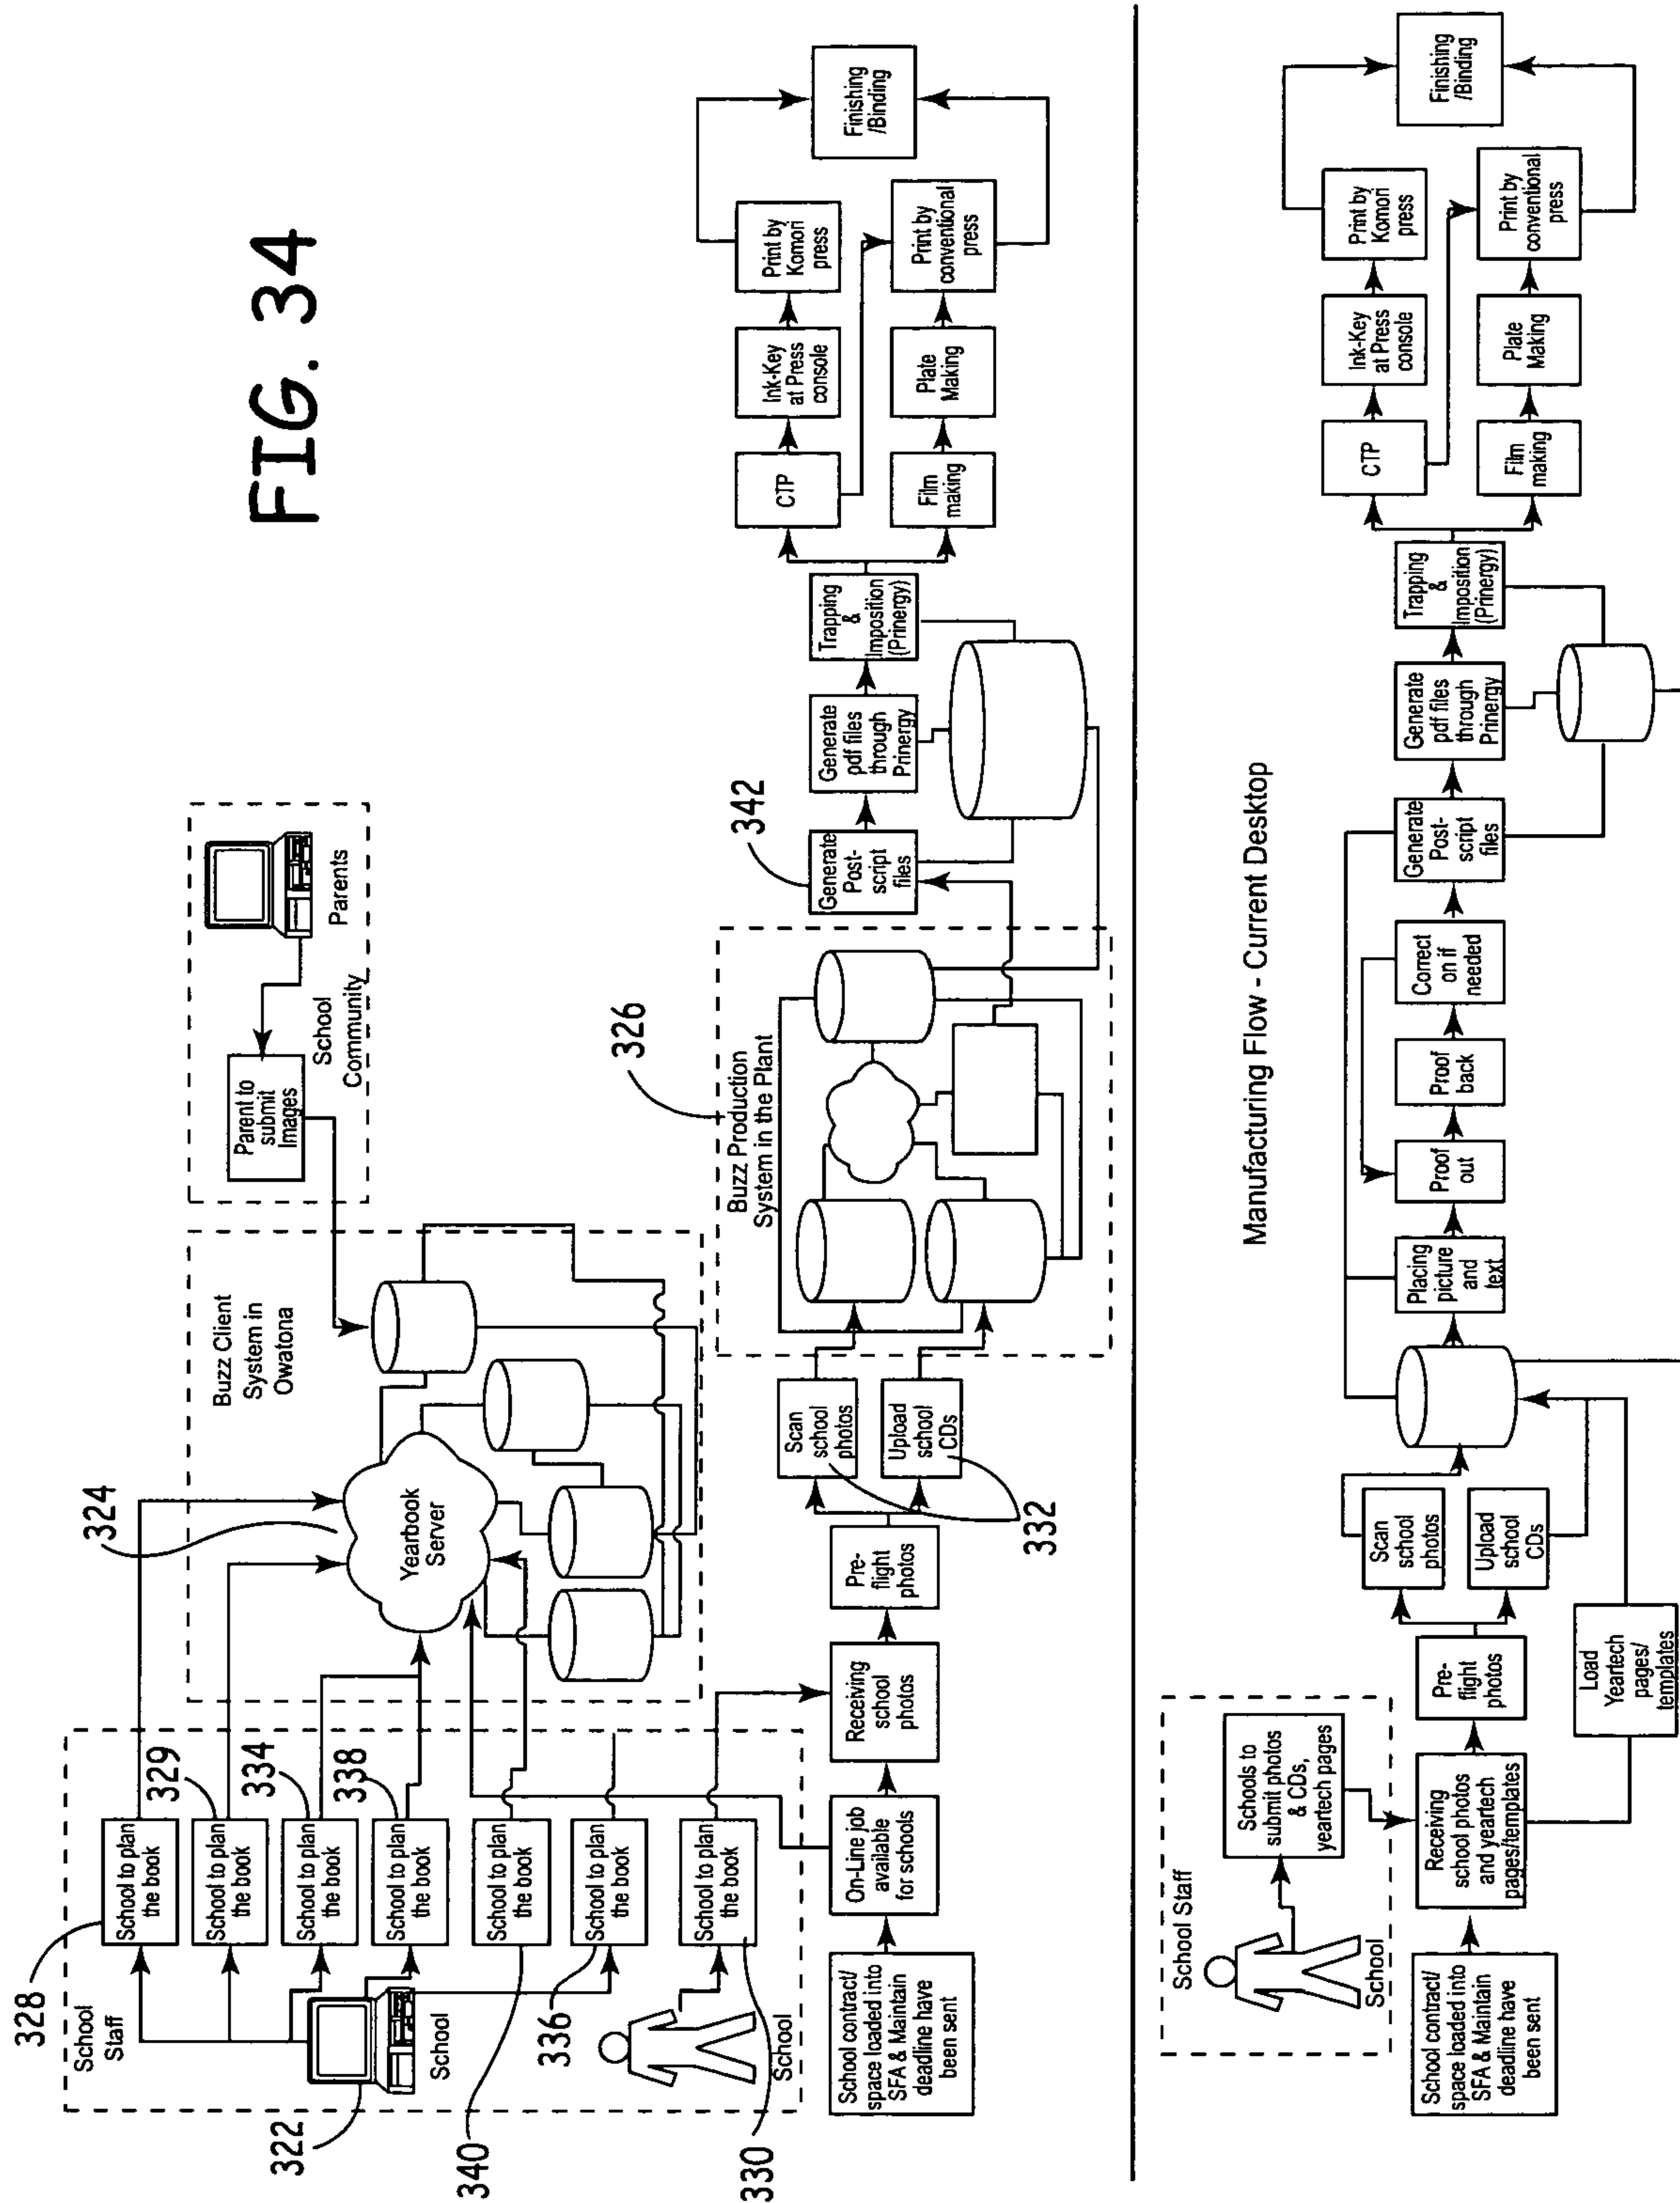 FIG. 34
328
School
Staff
School to plan
the book
329
School to plan
the book
334
School to plan
the book
338
School to plan
the book
School to plan
the book
School to plan
the book
School to plan
the book
322
School
340
336
School
330
324
Buzz Client
System in
Owatona
Yearbook
Server
Parent to
submit
Images
School
Community
Parents
School contract/
space loaded into
SFA & Maintain
deadline have
been sent
On-Line job
available
for schools
Receiving
school
photos
Pre-
flight
photos
Scan
school
photos
Upload
school
CDs
332
326
Buzz Production
System in the Plant
342
Generate
Post-
script
files
Generate
pdf files
through
Prinergy
Trapping
&
Imposition
(Prinergy)
CTP
Ink-Key
at Press
console
Print by
Komori
press
Film
making
Plate
Making
Print by
conventional
press
Finishing
/Binding
Manufacturing Flow - Current Desktop
School Staff
School
Schools to
submit photos
& CDs,
yeartech pages
School contract/
space loaded into
SFA & Maintain
deadline have
been sent
Receiving
school photos
and yeartech
pages/templates
Pre-
flight
photos
Load
Yeartech
pages/
templates
Scan
school
photos
Upload
school
CDs
Placing
picture
and
text
Proof
out
Proof
back
Correct
on if
needed
Generate
Post-
script
files
Generate
pdf files
through
Prinergy
Trapping
&
Imposition
(Prinergy)
CTP
Ink-Key
at Press
console
Print by
Komori
press
Film
making
Plate
Making
Print by
conventional
press
Finishing
/Binding